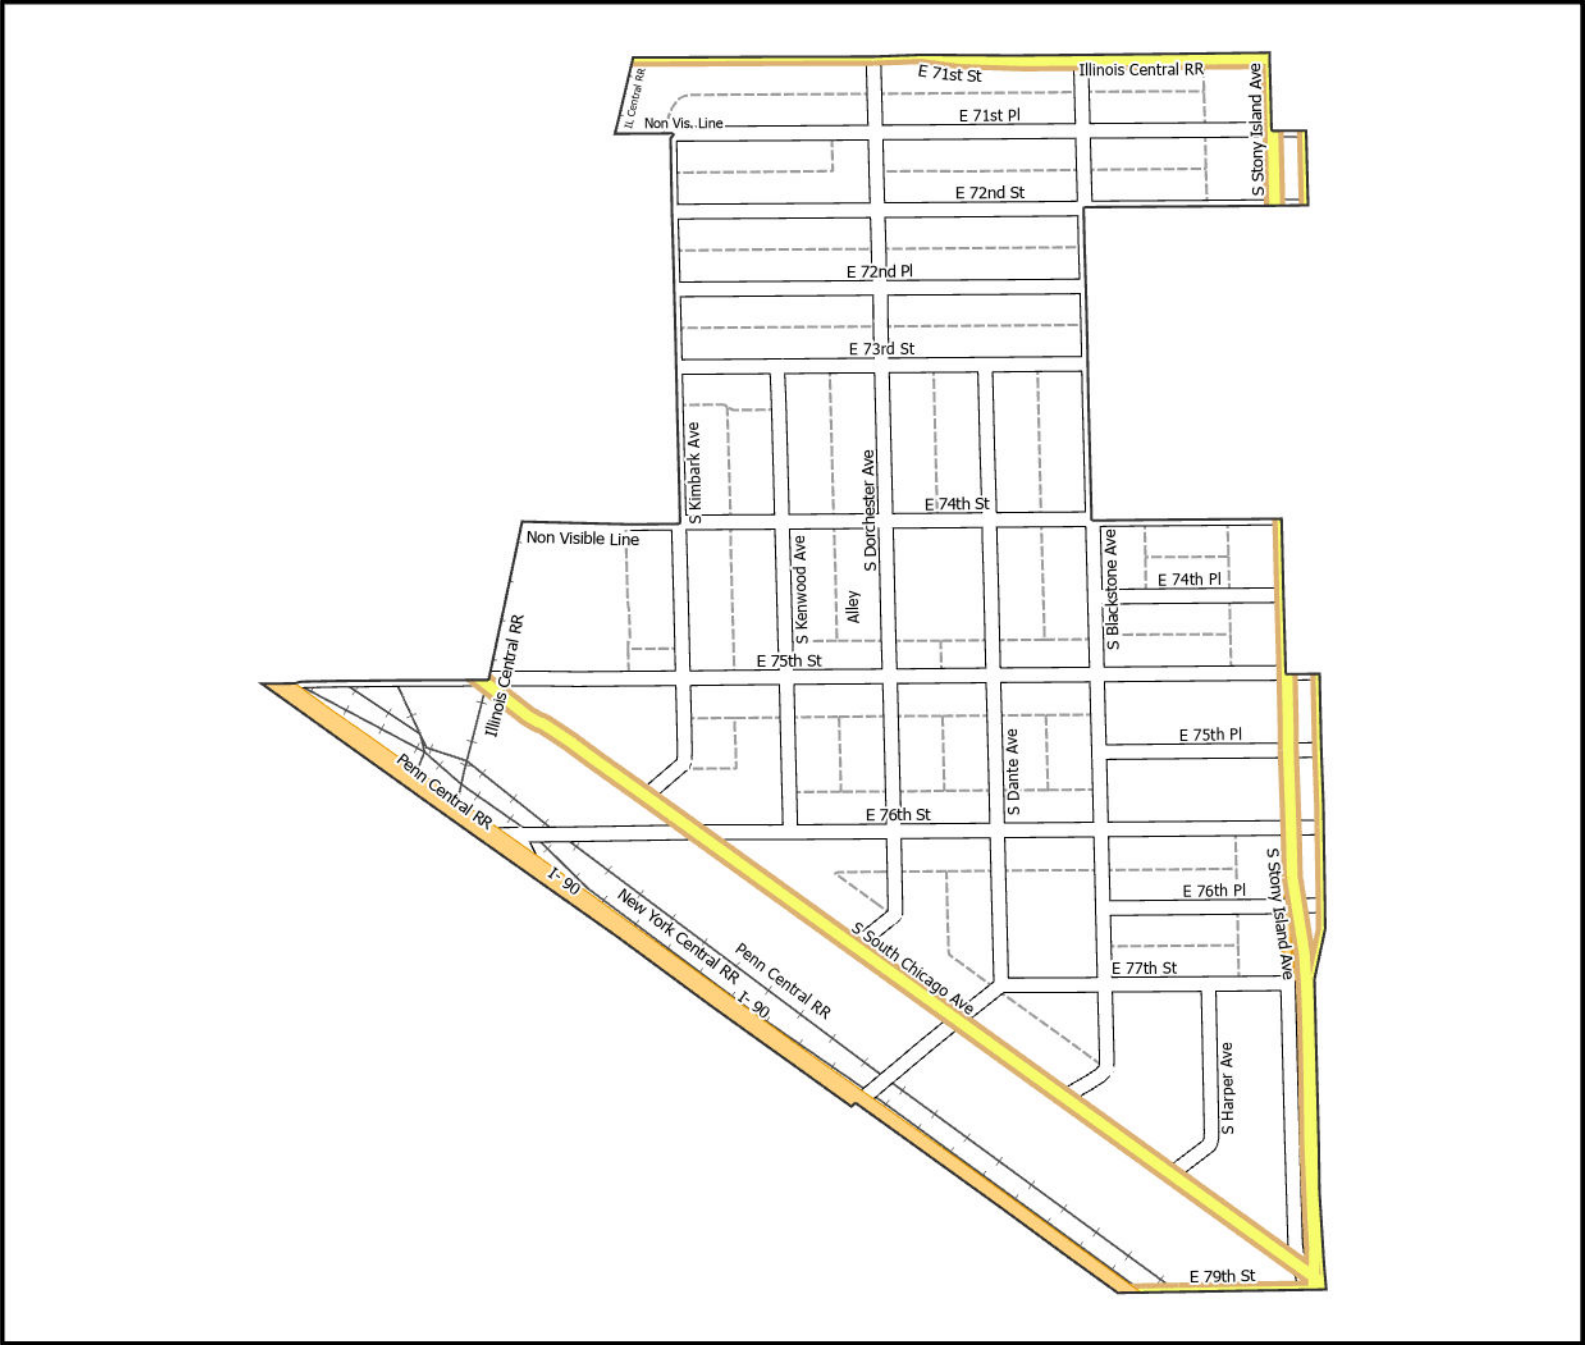 E 71st St
Illinois Central RR
IL Central RR
S Stony Island Ave
E 71st Pl
Non Vis. Line
E 72nd St
E 72nd Pl
E 73rd St
S Kimbark Ave
S Dorchester Ave
E 74th St
Non Visible Line
S Kenwood Ave
Alley
S Blackstone Ave
E 74th Pl
Illinois Central RR
E 75th St
E 75th Pl
S Dante Ave
Penn Central RR
E 76th St
S Stony Island Ave
I- 90
E 76th Pl
New York Central RR
Penn Central RR
S South Chicago Ave
E 77th St
I- 90
S Harper Ave
E 79th St